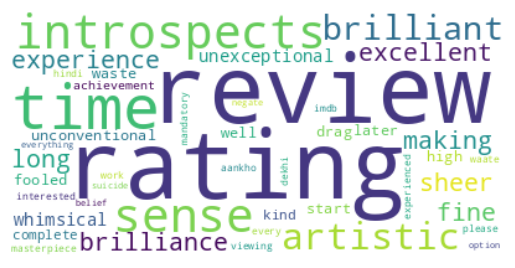 introspects brilliant
experience unexceptional excellent
hindi waste achievement
time review
negate imdb
mandatory
unconventional well drag later making
everything
long rating high waate
fooled aankho dekhi experienced sheer
interested work suicide belief
sense artistic fine
whimsical kind start
complete brilliance every please
masterpiece viewing option